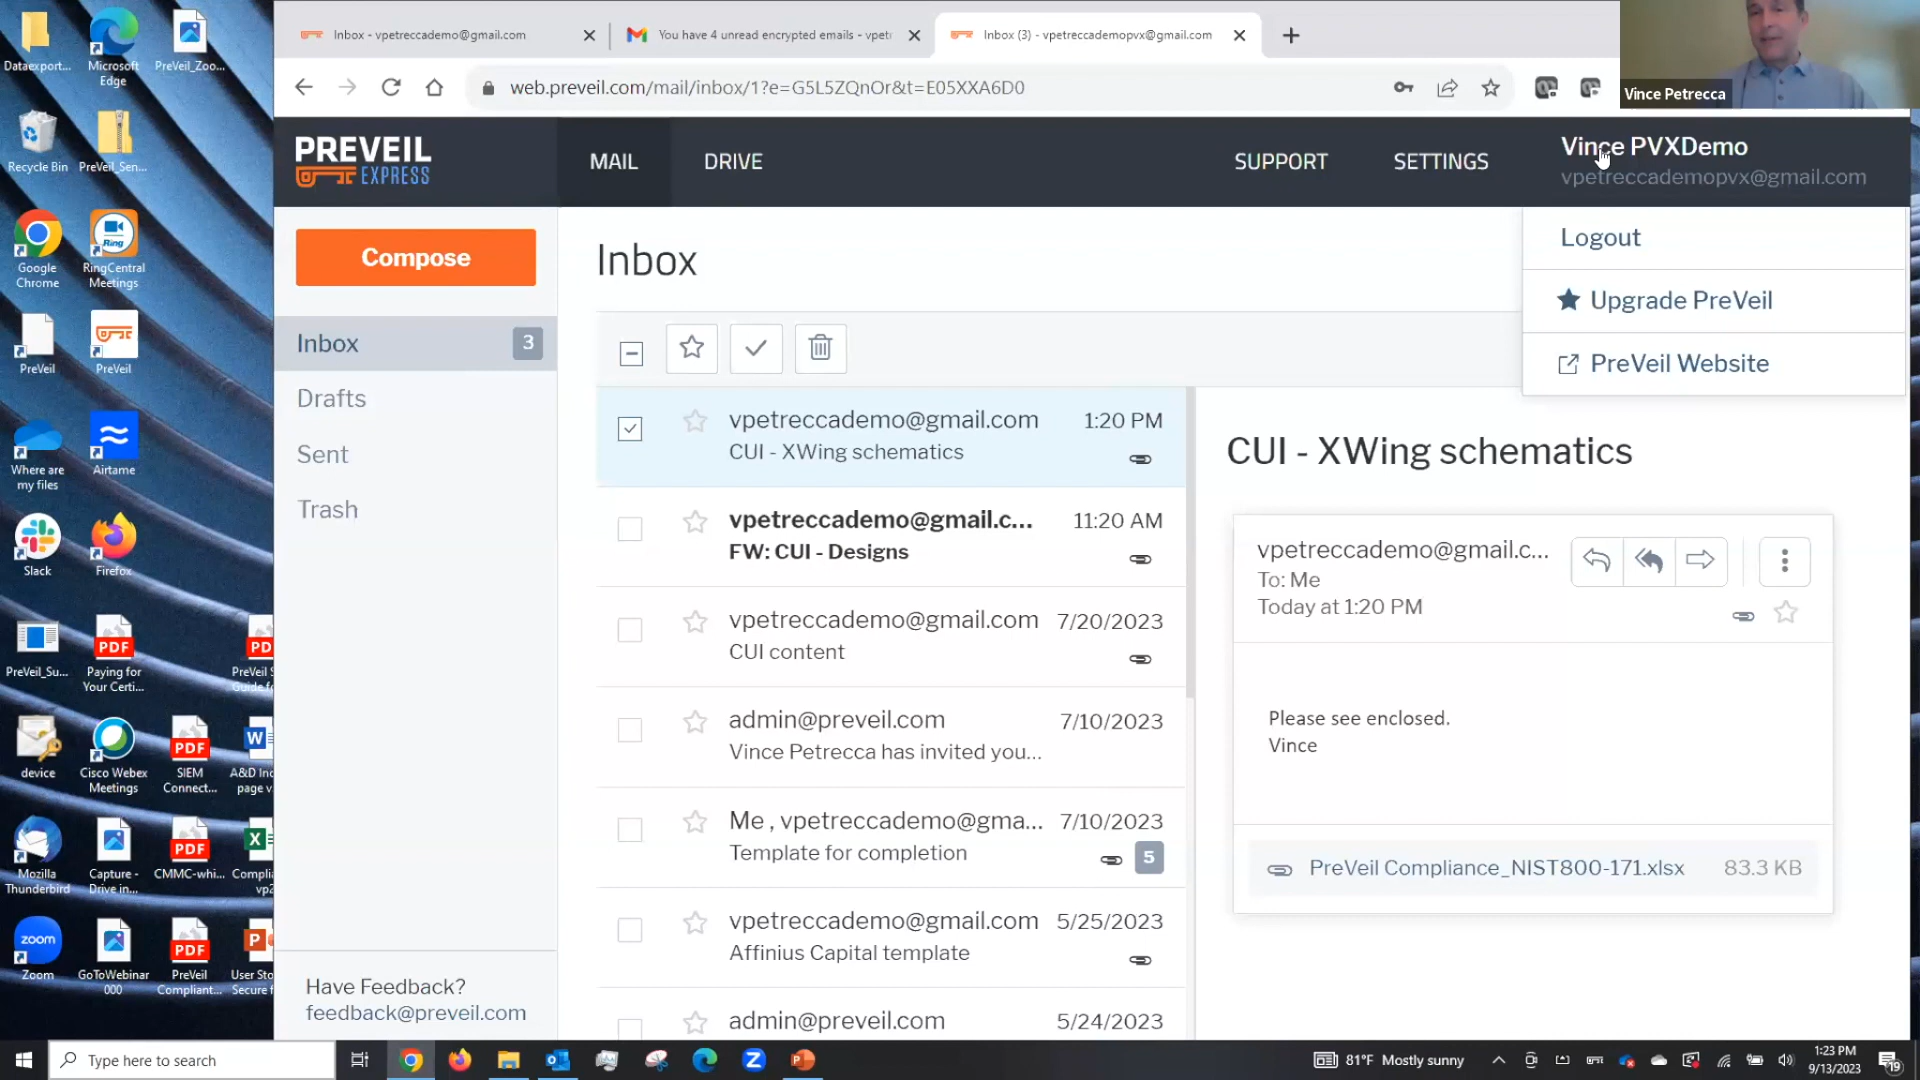 Dataexport...
Microsoft
Edge
PreVeil_Zoo...
Recycle Bin
PreVeil_Sen...
Google
Chrome
RingCentral
Meetings
Ring
PreVeil
PreVeil
Where are
my files
Airtame
Slack
Firefox
PreVeil_Su...
PDF
Paying for
Your Certi...
device
Cisco Webex
Meetings
PDF
SIEM
Connect...
Mozilla
Thunderbird
Capture -
Drive in...
PDF
CMMC-whi...
zoom
Zoom
GoToWebinar
000
PDF
PreVeil
Compliant...
Inbox - vpetreccademo@gmail.com
You have 4 unread encrypted emails - vpet
Inbox (3) - vpetreccademopvx@gmail.com
web.preveil.com/mail/inbox/1?e=G5L5ZQnOr&t=E05XXA6D0
Vince Petrecca
PREVEIL
EXPRESS
MAIL
DRIVE
SUPPORT
SETTINGS
Vince PVXDemo
vpetreccademopvx@gmail.com
Logout
Upgrade PreVeil
PreVeil Website
Compose
Inbox
3
Drafts
Sent
Trash
Have Feedback?
feedback@preveil.com
Inbox
vpetreccademo@gmail.com 1:20 PM
CUI - XWing schematics
vpetreccademo@gmail.c... 11:20 AM
FW: CUI - Designs
vpetreccademo@gmail.com 7/20/2023
CUI content
admin@preveil.com 7/10/2023
Vince Petrecca has invited you...
Me , vpetreccademo@gma... 7/10/2023
Template for completion
5
vpetreccademo@gmail.com 5/25/2023
Affinius Capital template
admin@preveil.com 5/24/2023
CUI - XWing schematics
vpetreccademo@gmail.c...
To: Me
Today at 1:20 PM
Please see enclosed.
Vince
PreVeil Compliance_NIST800-171.xlsx 83.3 KB
Type here to search
81°F Mostly sunny
1:23 PM
9/13/2023
19